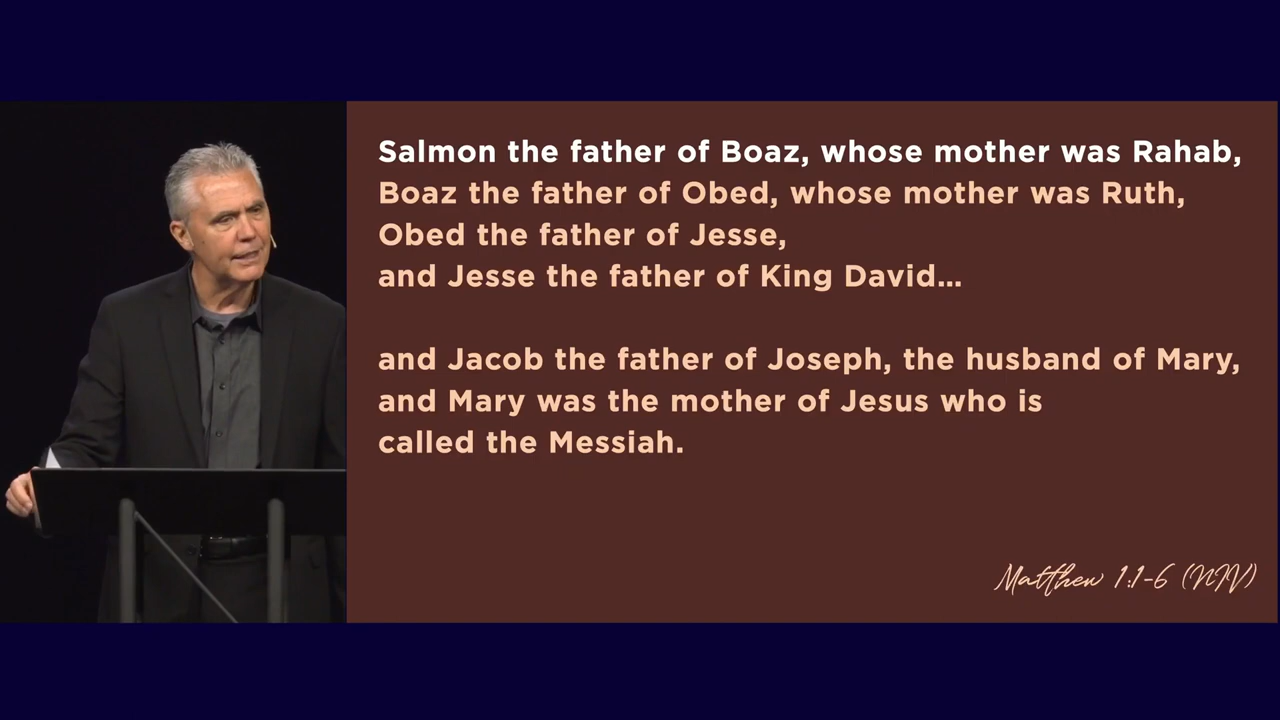 Salmon the father of Boaz, whose mother was Rahab,
Boaz the father of Obed, whose mother was Ruth,
Obed the father of Jesse,
and Jesse the father of King David...
and Jacob the father of Joseph, the husband of Mary,
and Mary was the mother of Jesus who is
called the Messiah.
Matthew 1:1-6 (NIV)